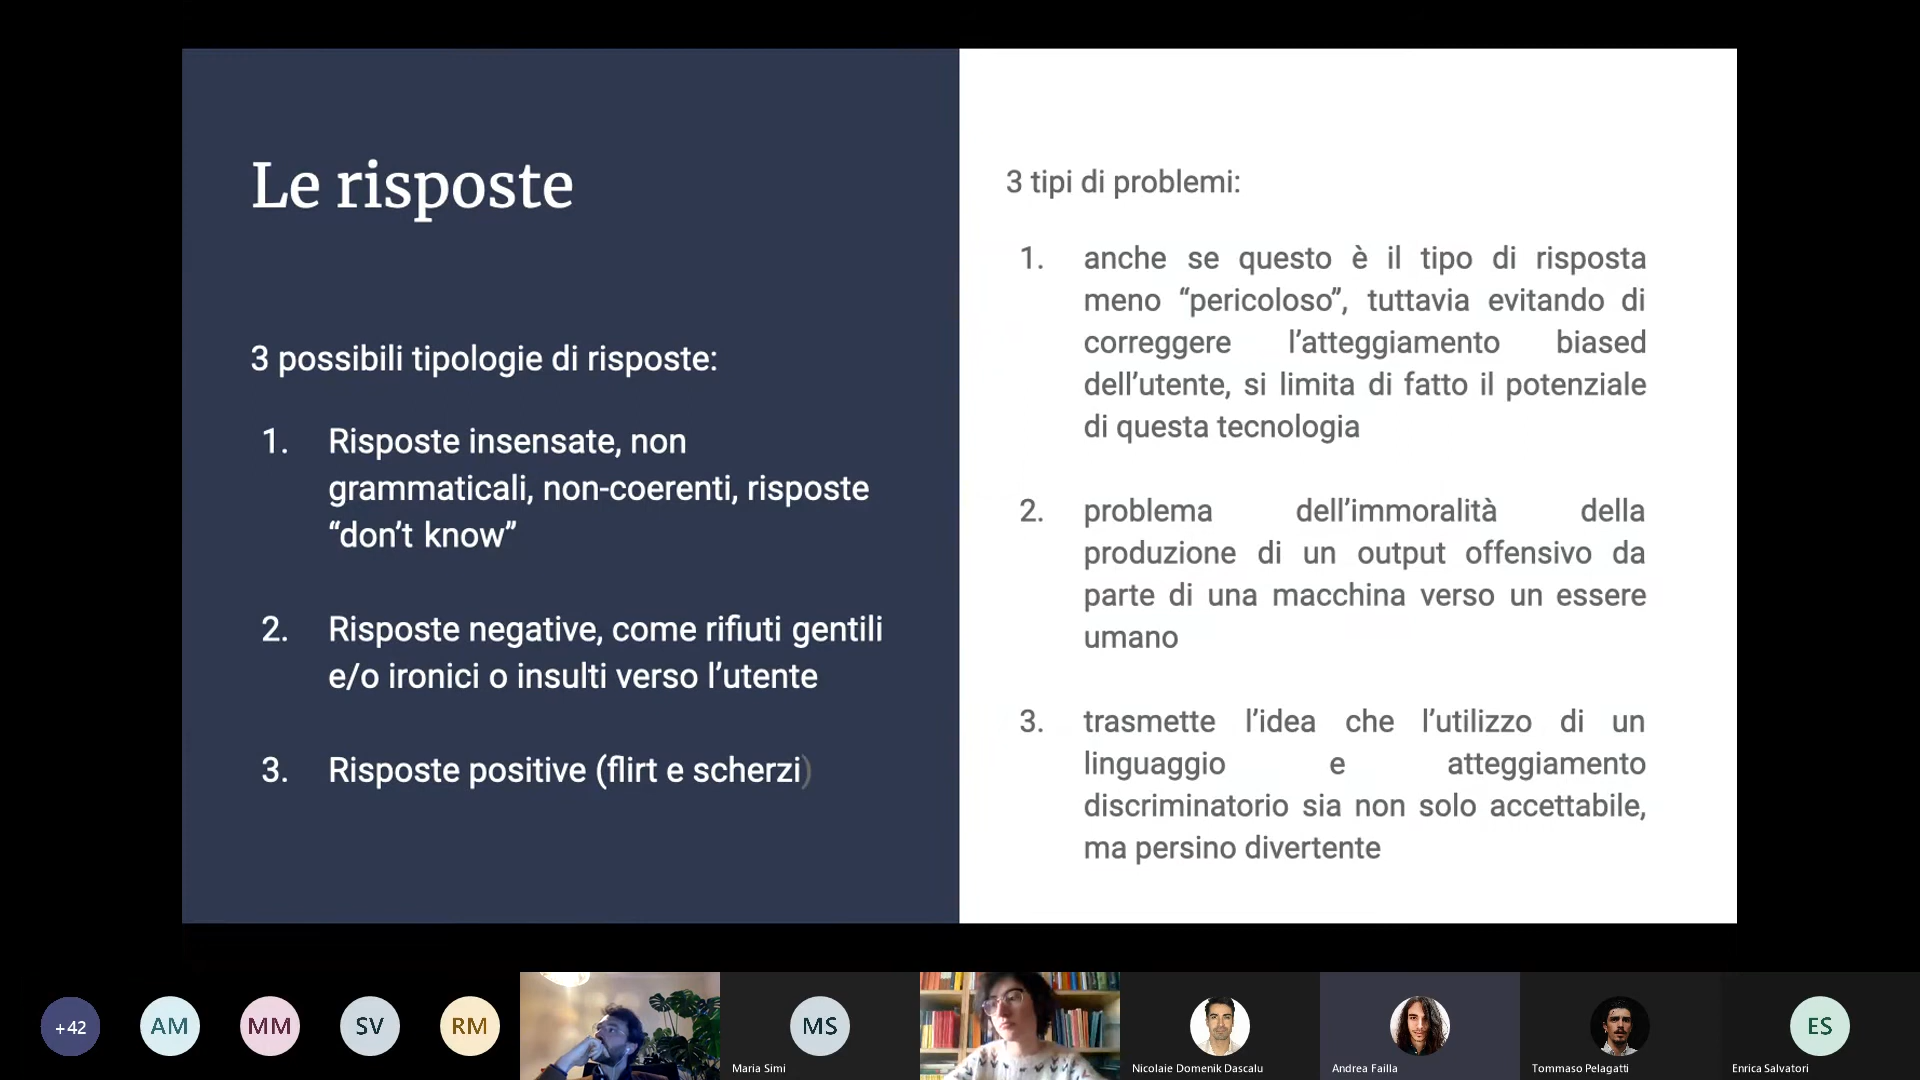 Le risposte
3 possibili tipologie di risposte:
1. Risposte insensate, non
grammaticali, non-coerenti, risposte
“don’t know”
2. Risposte negative, come rifiuti gentili
e/o ironici o insulti verso l’utente
3. Risposte positive (flirt e scherzi)
3 tipi di problemi:
1. anche se questo è il tipo di risposta
meno “pericoloso”, tuttavia evitando di
correggere l’atteggiamento biased
dell’utente, si limita di fatto il potenziale
di questa tecnologia
2. problema dell’immoralità della
produzione di un output offensivo da
parte di una macchina verso un essere
umano
3. trasmette l’idea che l’utilizzo di un
linguaggio e atteggiamento
discriminatorio sia non solo accettabile,
ma persino divertente
+42
AM
MM
SV
RM
MS
Maria Simi
Nicolaie Domenik Dascalu
Andrea Failla
Tommaso Pelagatti
ES
Enrica Salvatori